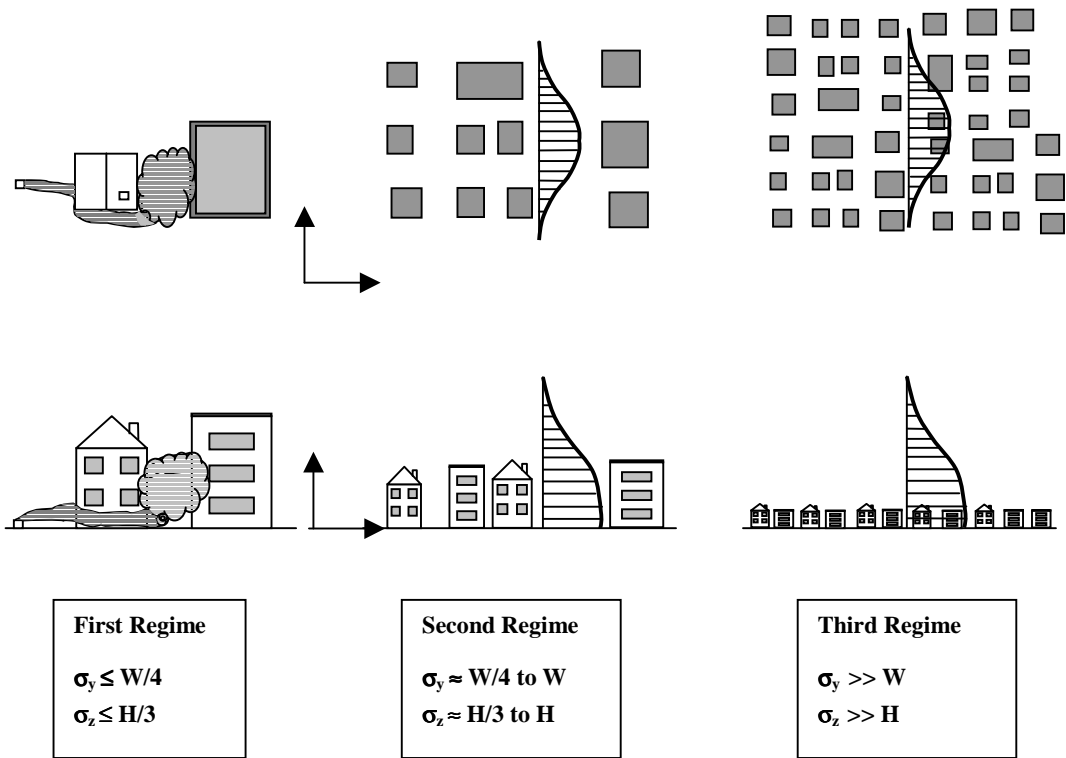 First Regime
σy ≤ W/4
σz ≤ H/3
Second Regime
σy ≈ W/4 to W
σz ≈ H/3 to H
Third Regime
σy >> W
σz >> H